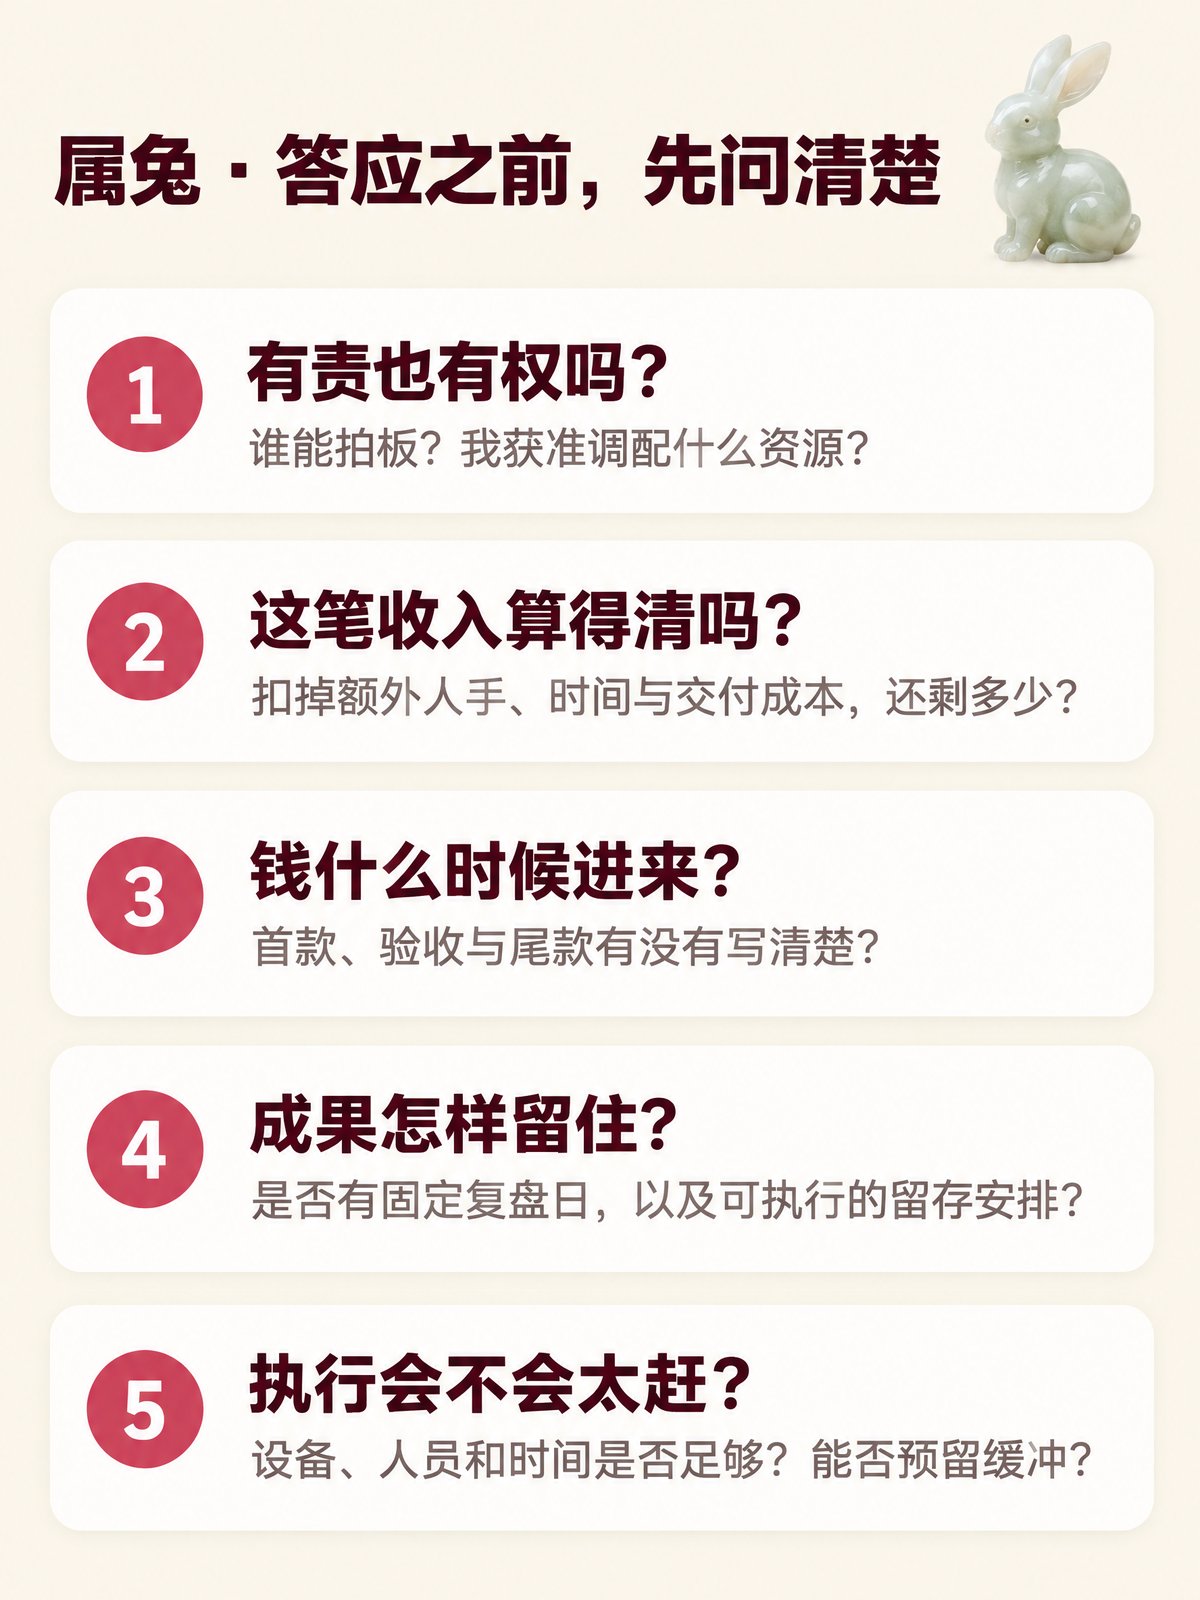 属兔·答应之前，先问清楚
1
有责也有权吗？
谁能拍板？我获准调配什么资源？
2
这笔收入算得清吗？
扣掉额外人手、时间与交付成本，还剩多少？
3
钱什么时候进来？
首款、验收与尾款有没有写清楚？
4
成果怎样留住？
是否有固定复盘日，以及可执行的留存安排？
5
执行会不会太赶？
设备、人员和时间是否足够？能否预留缓冲？